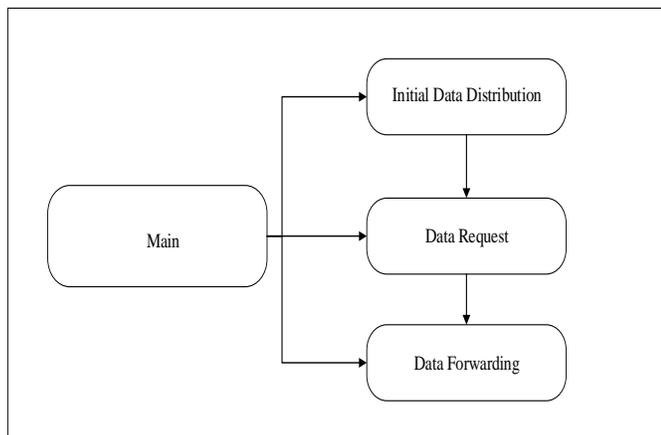 Initial Data Distribution
Main
Data Request
Data Forwarding